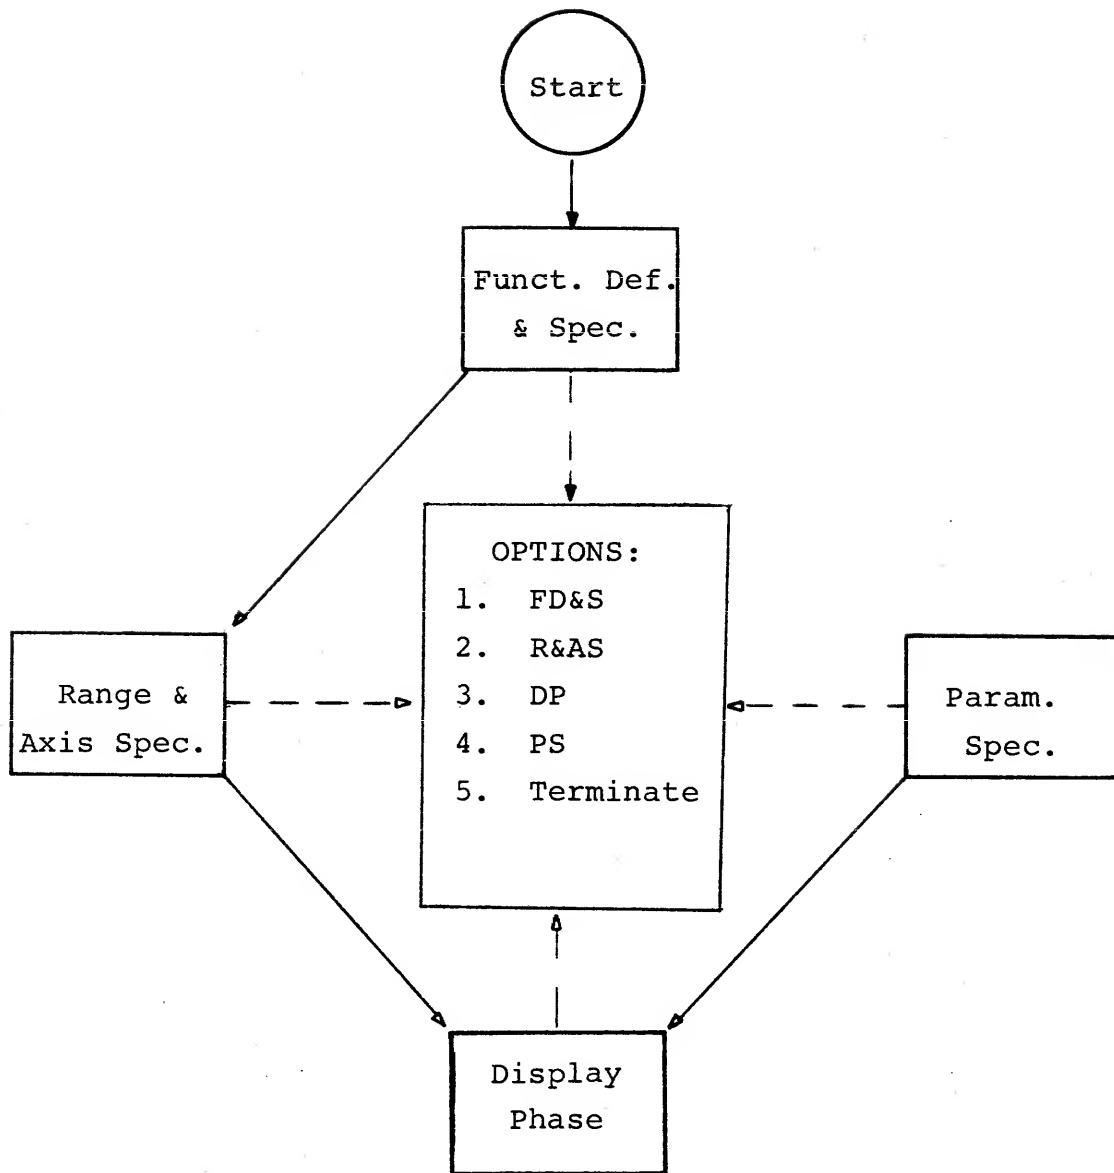 Start
Funct. Def.
& Spec.
OPTIONS:
1. FD&S
2. R&AS
3. DP
4. PS
5. Terminate
Range &
Axis Spec.
Param.
Spec.
Display
Phase